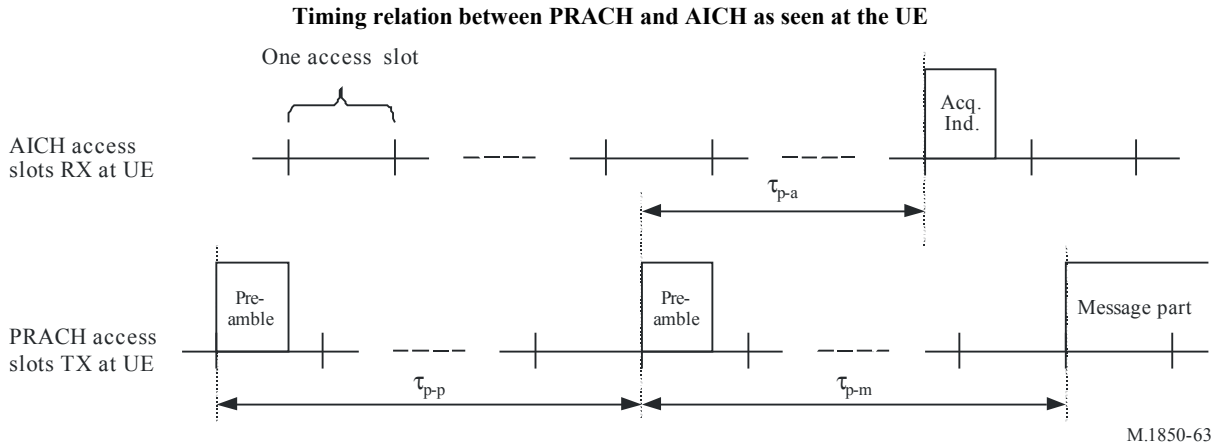 Timing relation between PRACH and AICH as seen at the UE
One access slot
Acq.
Ind.
AICH access
slots RX at UE
τp-a
Pre-
amble
Pre-
amble
Message part
PRACH access
slots TX at UE
τp-p
τp-m
M.1850-63